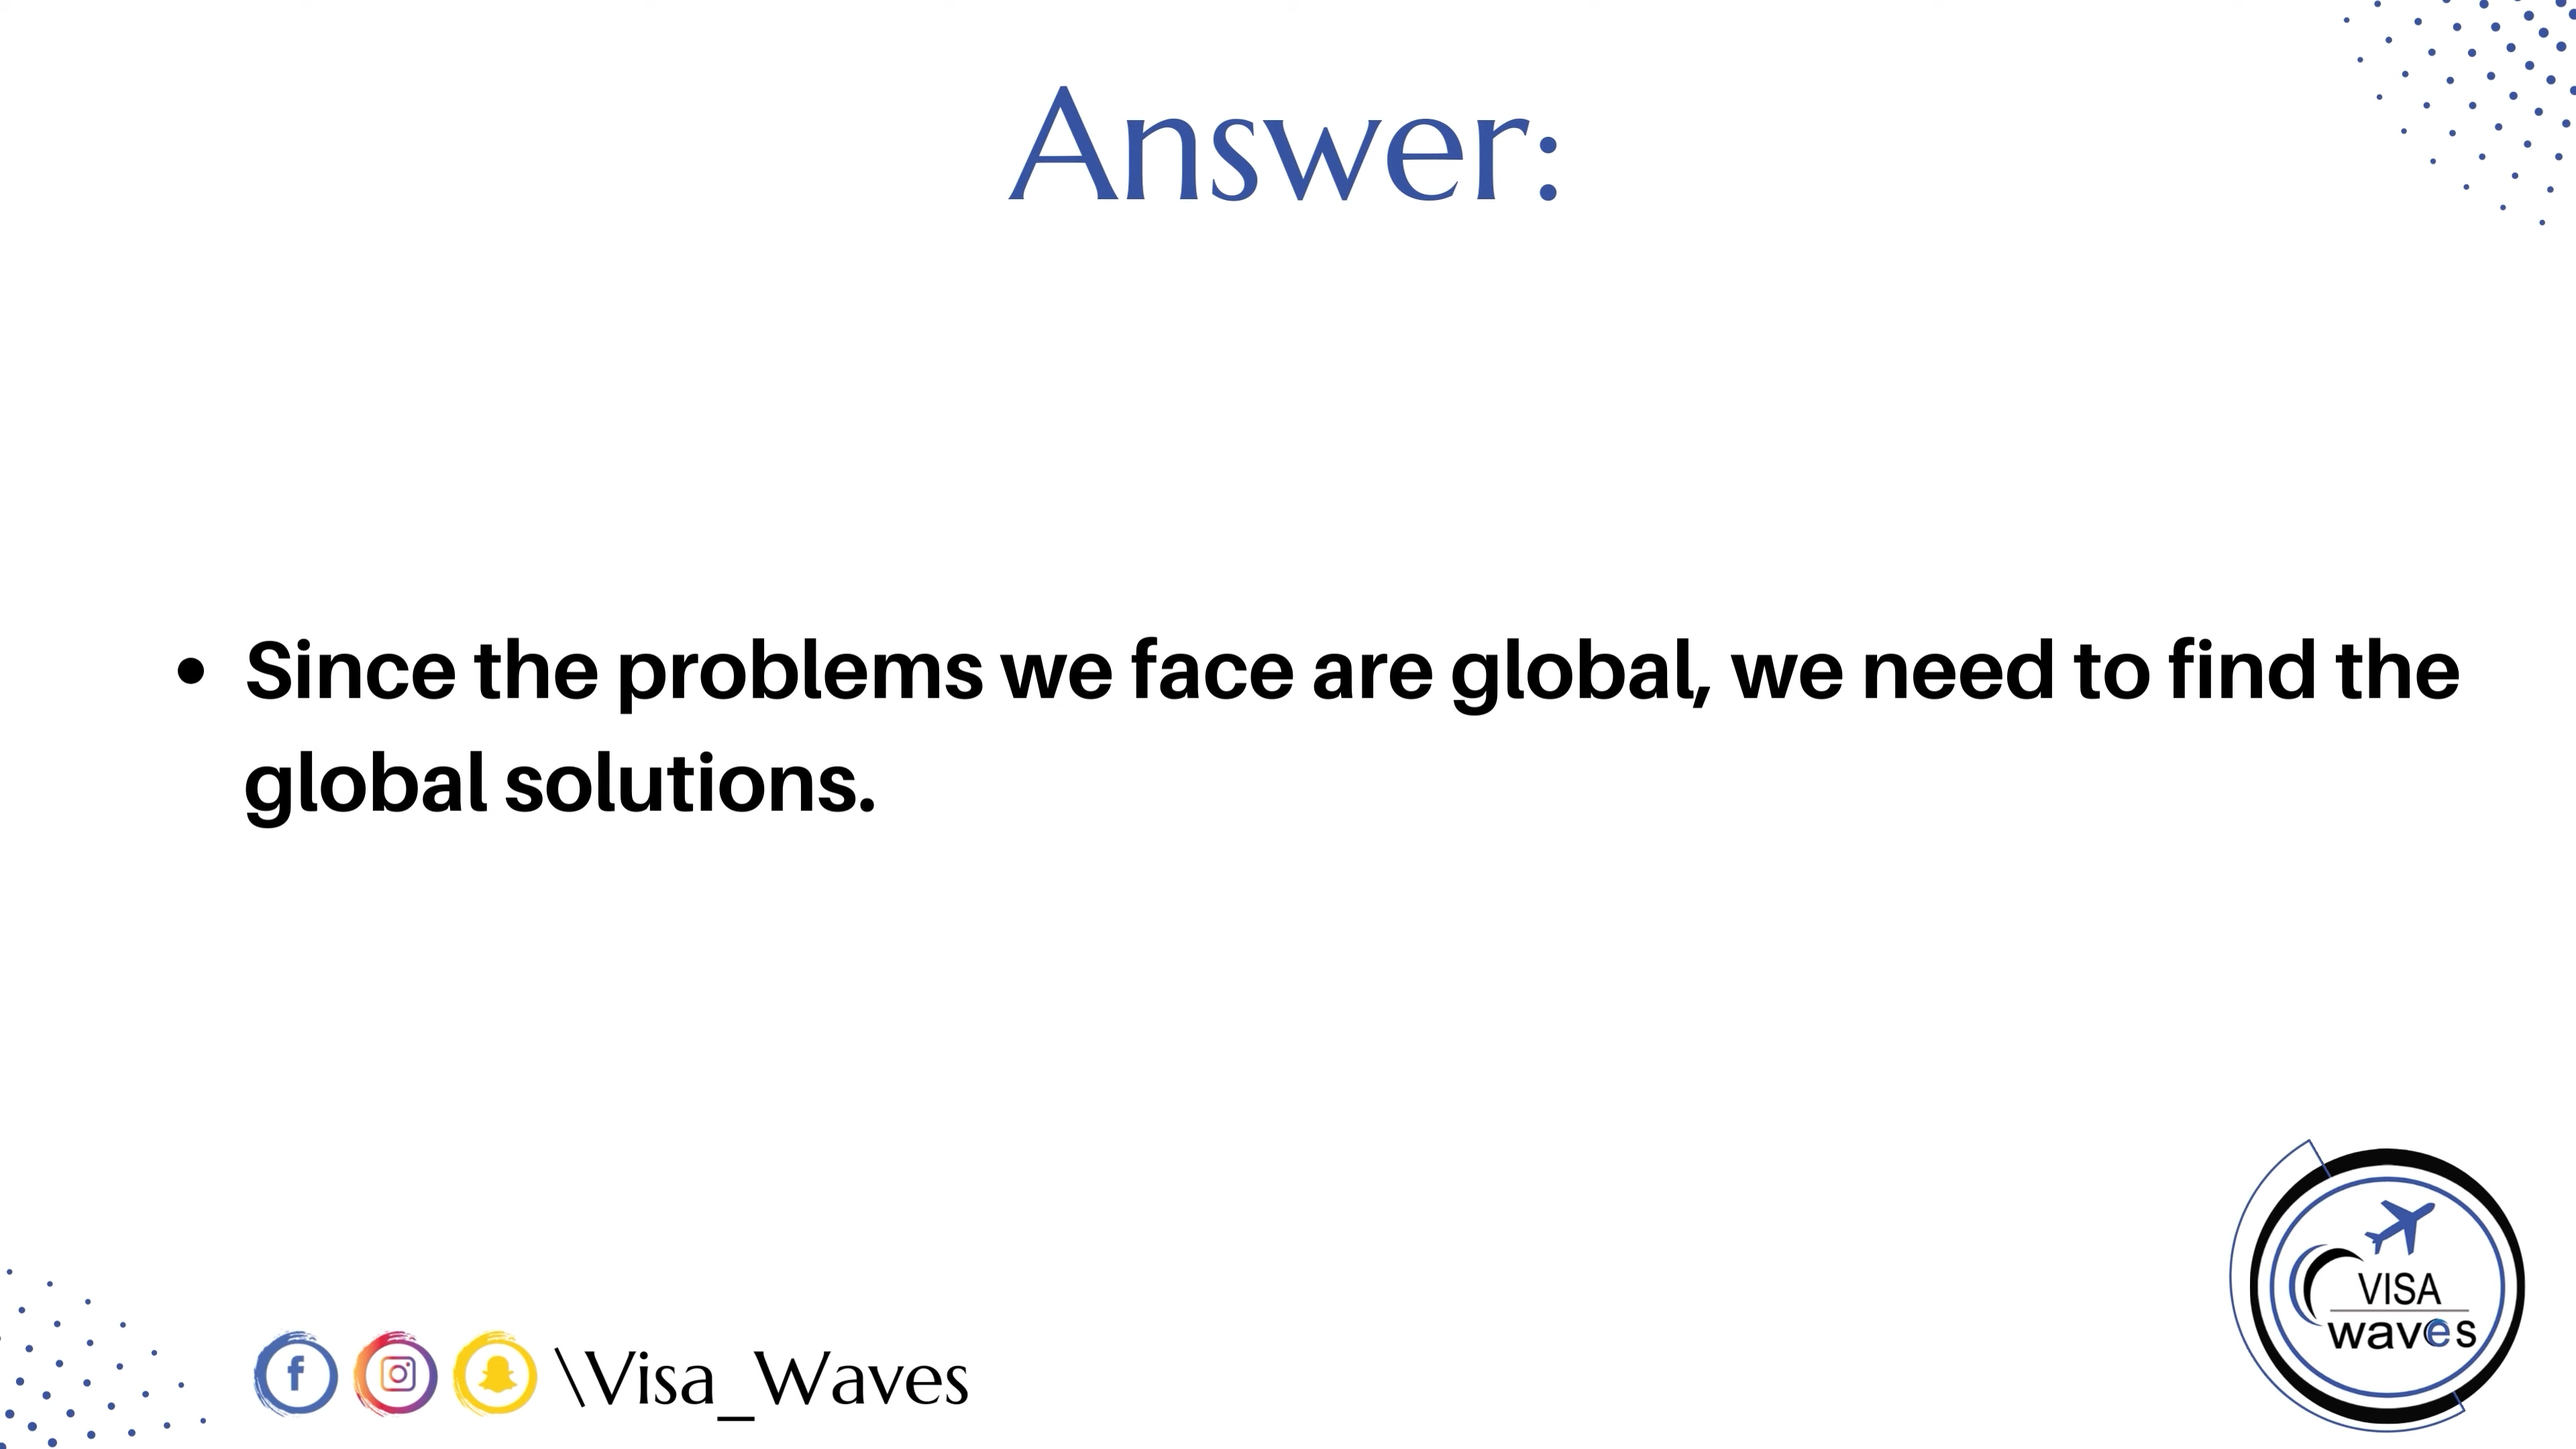 Answer:
• Since the problems we face are global, we need to find the
global solutions.
\Visa_Waves
VISA
waves